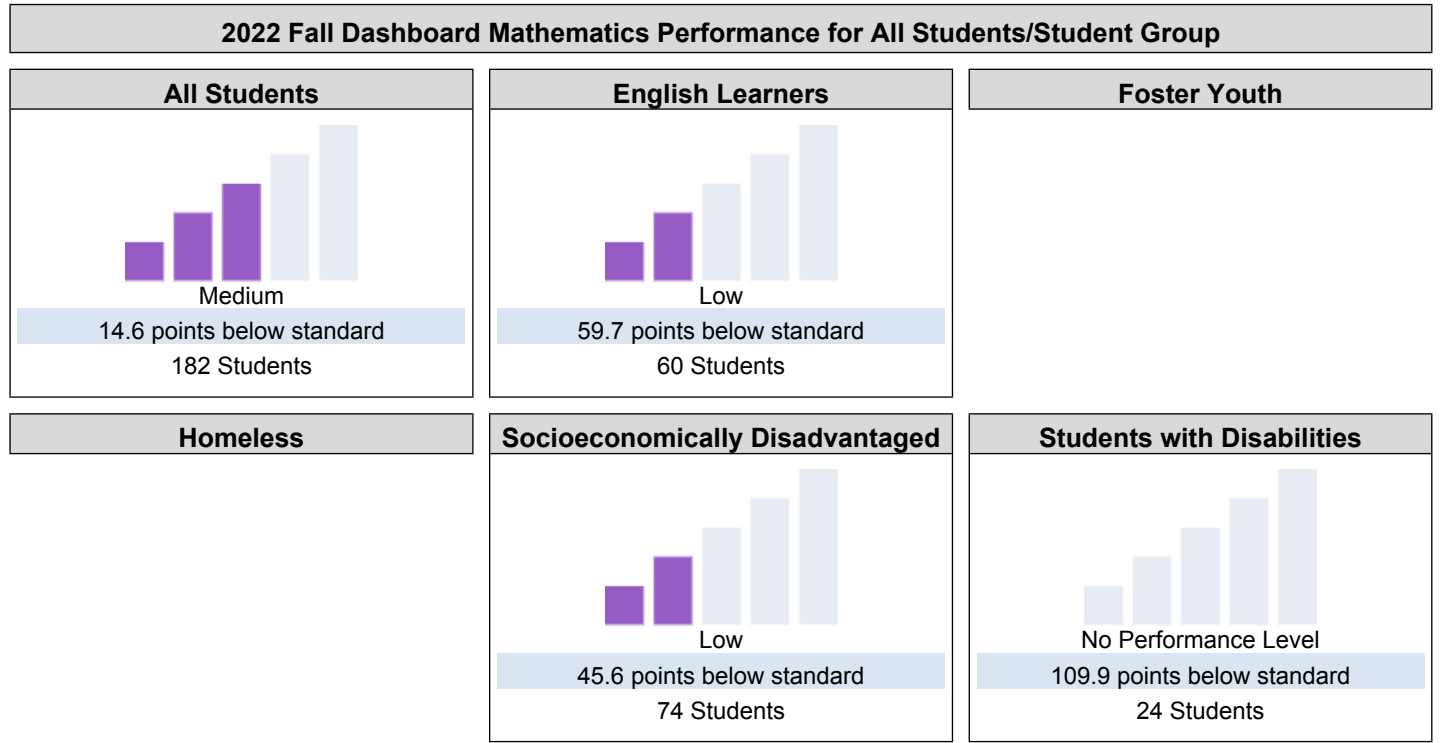 2022 Fall Dashboard Mathematics Performance for All Students/Student Group
All Students
Medium
14.6 points below standard
182 Students
English Learners
Low
59.7 points below standard
60 Students
Foster Youth
Homeless
Socioeconomically Disadvantaged
Low
45.6 points below standard
74 Students
Students with Disabilities
No Performance Level
109.9 points below standard
24 Students